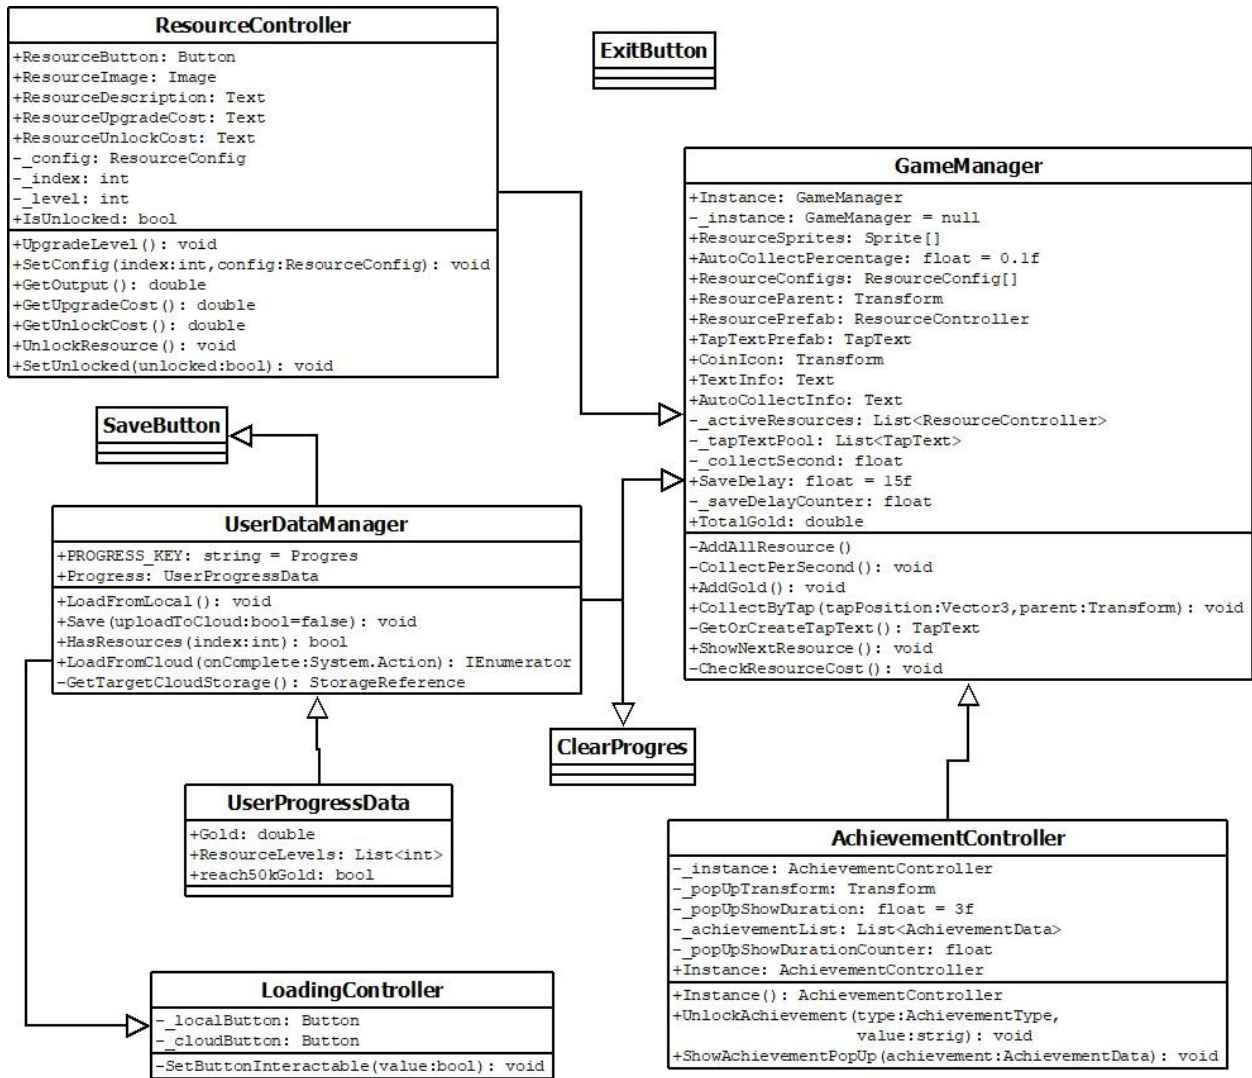 ResourceController
+ResourceButton: Button
+ResourceImage: Image
+ResourceDescription: Text
+ResourceUpgradeCost: Text
+ResourceUnlockCost: Text
-_config: ResourceConfig
-_index: int
-_level: int
+IsUnlocked: bool
+UpgradeLevel(): void
+SetConfig(index:int,config:ResourceConfig): void
+GetOutput(): double
+GetUpgradeCost(): double
+GetUnlockCost(): double
+UnlockResource(): void
+SetUnlocked(unlocked:bool): void
ExitButton
GameManager
+Instance: GameManager
-_instance: GameManager = null
+ResourceSprites: Sprite[]
+AutoCollectPercentage: float = 0.1f
+ResourceConfigs: ResourceConfig[]
+ResourceParent: Transform
+ResourcePrefab: ResourceController
+TapTextPrefab: TapText
+CoinIcon: Transform
+TextInfo: Text
+AutoCollectInfo: Text
-_activeResources: List<ResourceController>
-_tapTextPool: List<TapText>
-_collectSecond: float
+SaveDelay: float = 15f
-_saveDelayCounter: float
+TotalGold: double
-AddAllResource()
-CollectPerSecond(): void
+AddGold(): void
+CollectByTap(tapPosition:Vector3,parent:Transform): void
-GetOrCreateTapText(): TapText
+ShowNextResource(): void
-CheckResourceCost(): void
SaveButton
UserDataManager
+PROGRESS_KEY: string = Progres
+Progress: UserProgressData
+LoadFromLocal(): void
+Save(uploadToCloud:bool=false): void
+HasResources(index:int): bool
+LoadFromCloud(onComplete:System.Action): IEnumerator
-GetTargetCloudStorage(): StorageReference
ClearProgres
UserProgressData
+Gold: double
+ResourceLevels: List<int>
+reach50kGold: bool
AchievementController
-_instance: AchievementController
-_popUpTransform: Transform
-_popUpShowDuration: float = 3f
-_achievementList: List<AchievementData>
-_popUpShowDurationCounter: float
+Instance: AchievementController
+Instance(): AchievementController
+UnlockAchievement(type:AchievementType,
value:strig): void
+ShowAchievementPopUp(achievement:AchievementData): void
LoadingController
-_localButton: Button
-_cloudButton: Button
-SetButtonInteractable(value:bool): void